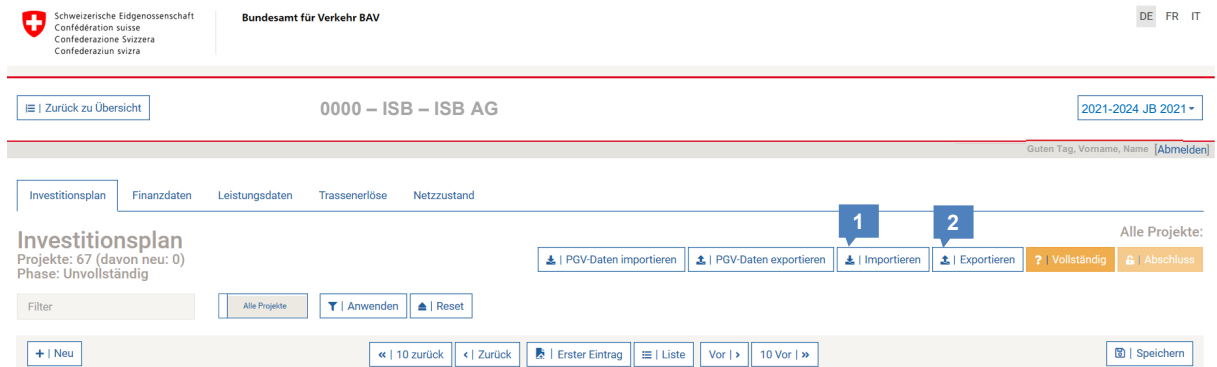 Schweizerische Eidgenossenschaft
Confédération suisse
Confederazione Svizzera
Confederaziun svizra
Bundesamt für Verkehr BAV
DE FR IT
| Zurück zu Übersicht
0000 – ISB – ISB AG
2021-2024 JB 2021
Guten Tag, Vorname, Name [Abmelden]
Investitionsplan Finanzdaten Leistungsdaten Trassenerlöse Netzzustand
1 2
Investitionsplan
Projekte: 67 (davon neu: 0)
Phase: Unvollständig
Alle Projekte:
| PGV-Daten importieren | PGV-Daten exportieren | Importieren | Exportieren ? | Vollständig | Abschluss
Filter Alle Projekte | Anwenden | Reset
+ | Neu « | 10 zurück ‹ | Zurück | Erster Eintrag | Liste Vor | › 10 Vor | » | Speichern